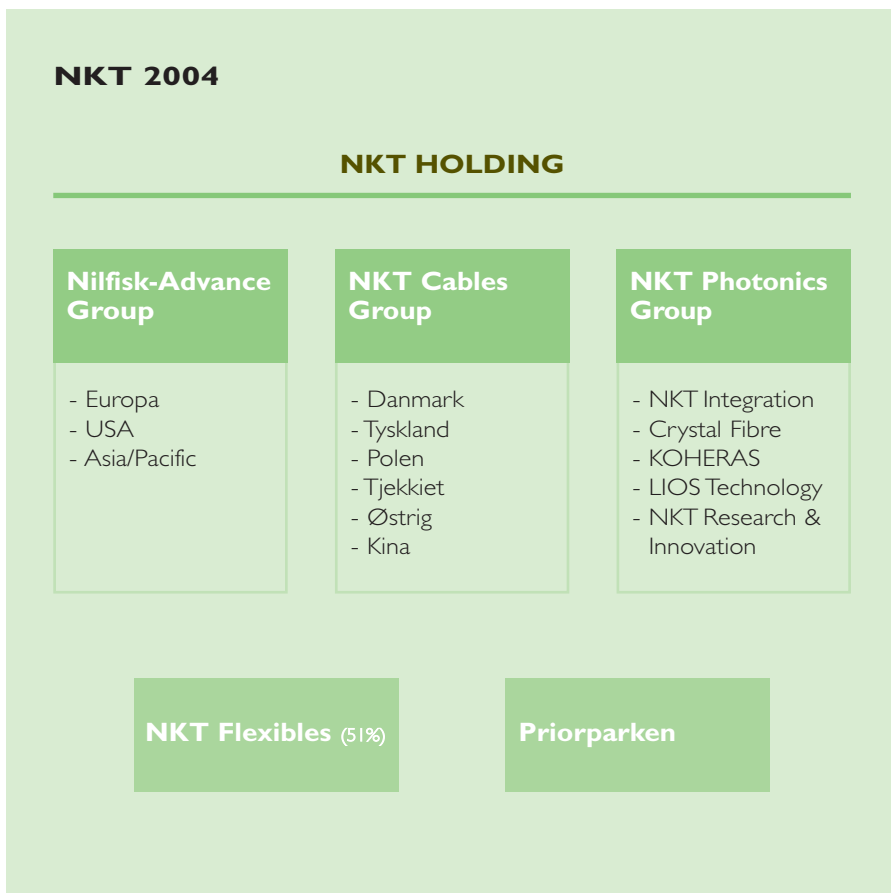 NKT 2004
NKT HOLDING
Nilfisk-Advance
Group
- Europa
- USA
- Asia/Pacific
NKT Cables
Group
- Danmark
- Tyskland
- Polen
- Tjekkiet
- Østrig
- Kina
NKT Photonics
Group
- NKT Integration
- Crystal Fibre
- KOHERAS
- LIOS Technology
- NKT Research &
Innovation
NKT Flexibles (51%)
Priorparken